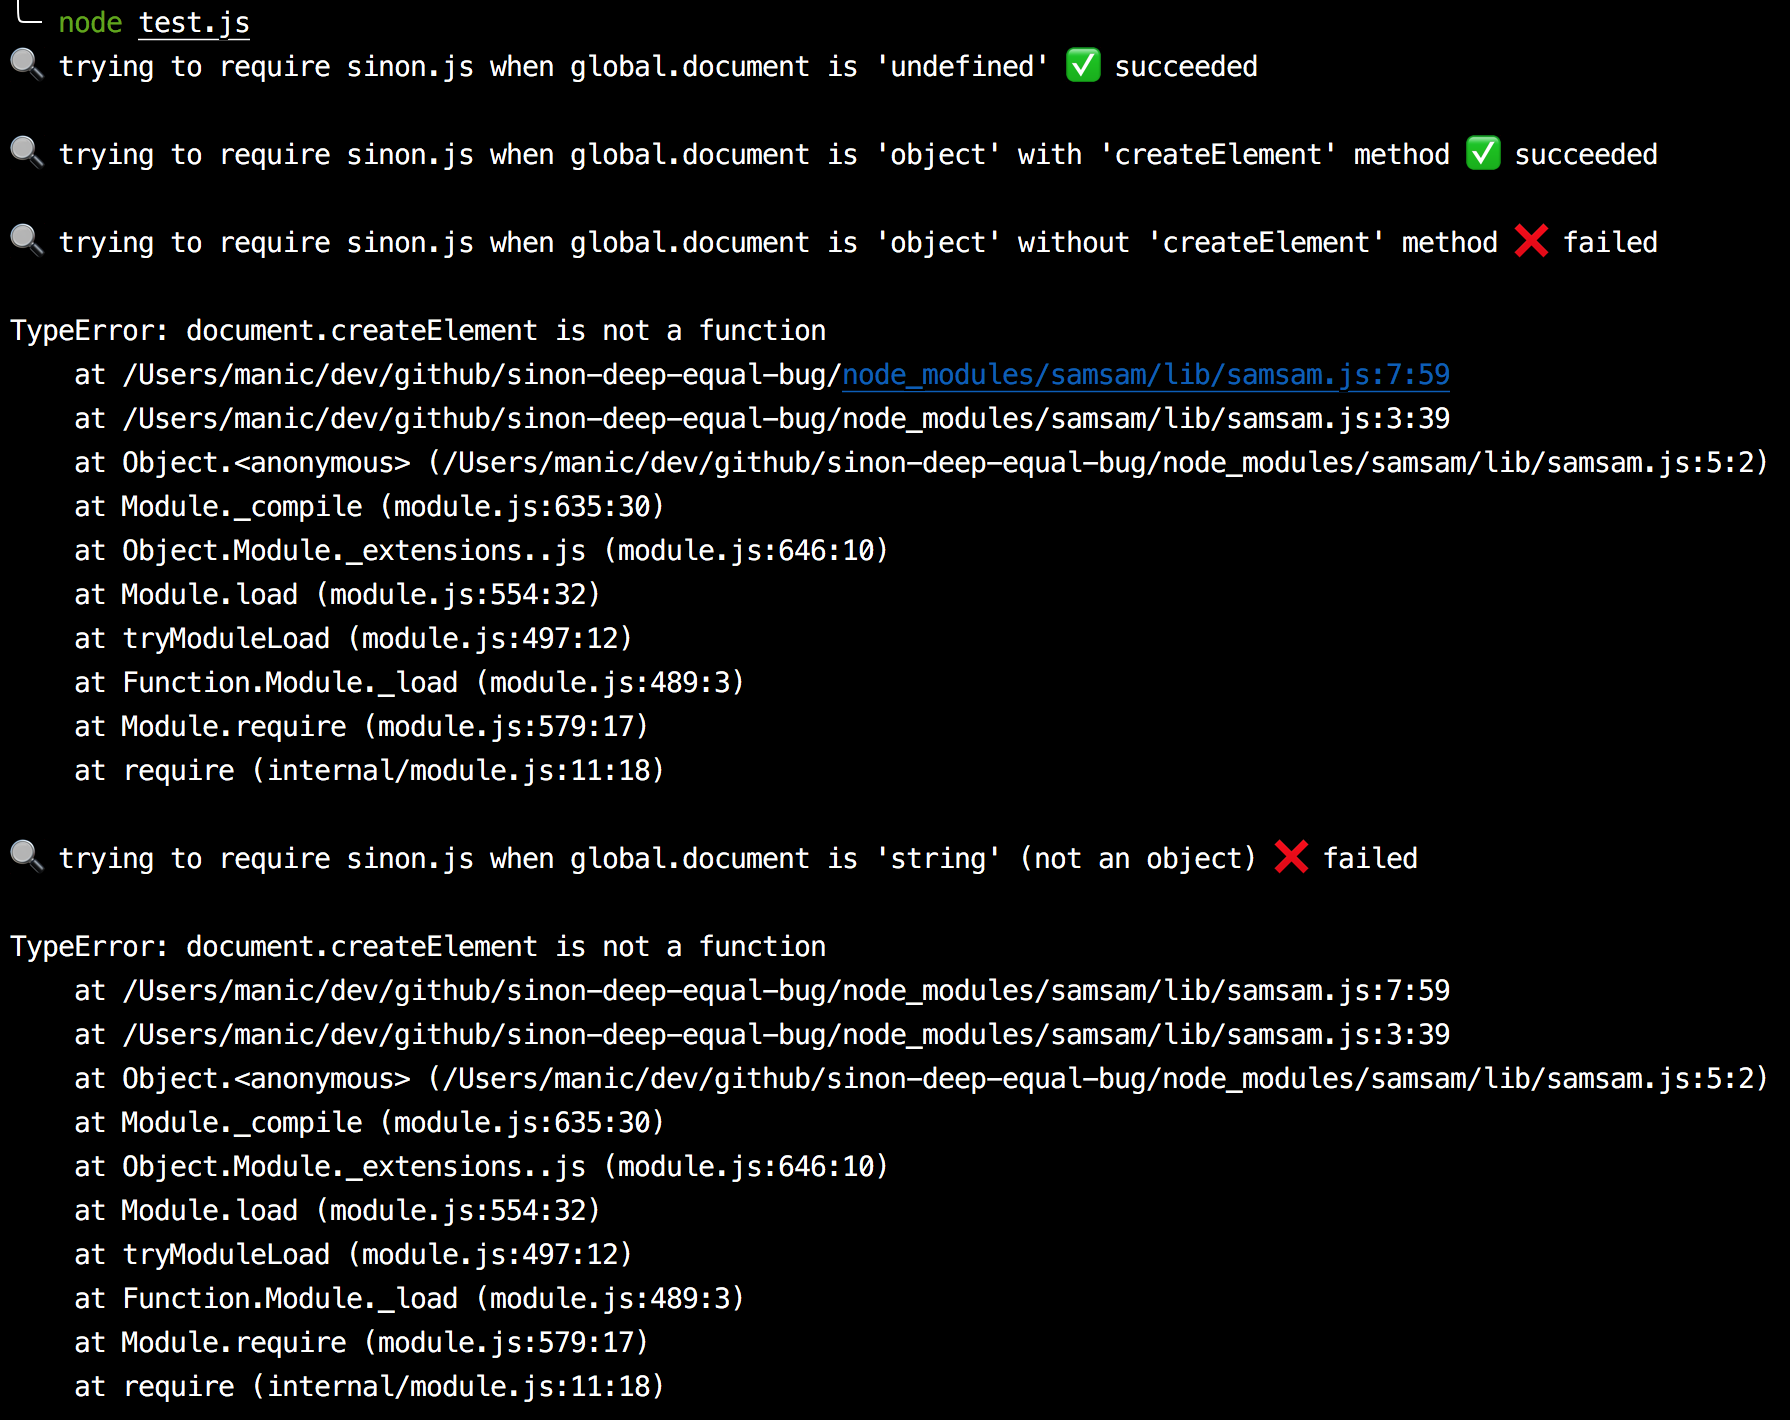 node test.js
🔍 trying to require sinon.js when global.document is 'undefined' ✅ succeeded
🔍 trying to require sinon.js when global.document is 'object' with 'createElement' method ✅ succeeded
🔍 trying to require sinon.js when global.document is 'object' without 'createElement' method ❌ failed
TypeError: document.createElement is not a function
    at /Users/manic/dev/github/sinon-deep-equal-bug/node_modules/samsam/lib/samsam.js:7:59
    at /Users/manic/dev/github/sinon-deep-equal-bug/node_modules/samsam/lib/samsam.js:3:39
    at Object.<anonymous> (/Users/manic/dev/github/sinon-deep-equal-bug/node_modules/samsam/lib/samsam.js:5:2)
    at Module._compile (module.js:635:30)
    at Object.Module._extensions..js (module.js:646:10)
    at Module.load (module.js:554:32)
    at tryModuleLoad (module.js:497:12)
    at Function.Module._load (module.js:489:3)
    at Module.require (module.js:579:17)
    at require (internal/module.js:11:18)
🔍 trying to require sinon.js when global.document is 'string' (not an object) ❌ failed
TypeError: document.createElement is not a function
    at /Users/manic/dev/github/sinon-deep-equal-bug/node_modules/samsam/lib/samsam.js:7:59
    at /Users/manic/dev/github/sinon-deep-equal-bug/node_modules/samsam/lib/samsam.js:3:39
    at Object.<anonymous> (/Users/manic/dev/github/sinon-deep-equal-bug/node_modules/samsam/lib/samsam.js:5:2)
    at Module._compile (module.js:635:30)
    at Object.Module._extensions..js (module.js:646:10)
    at Module.load (module.js:554:32)
    at tryModuleLoad (module.js:497:12)
    at Function.Module._load (module.js:489:3)
    at Module.require (module.js:579:17)
    at require (internal/module.js:11:18)